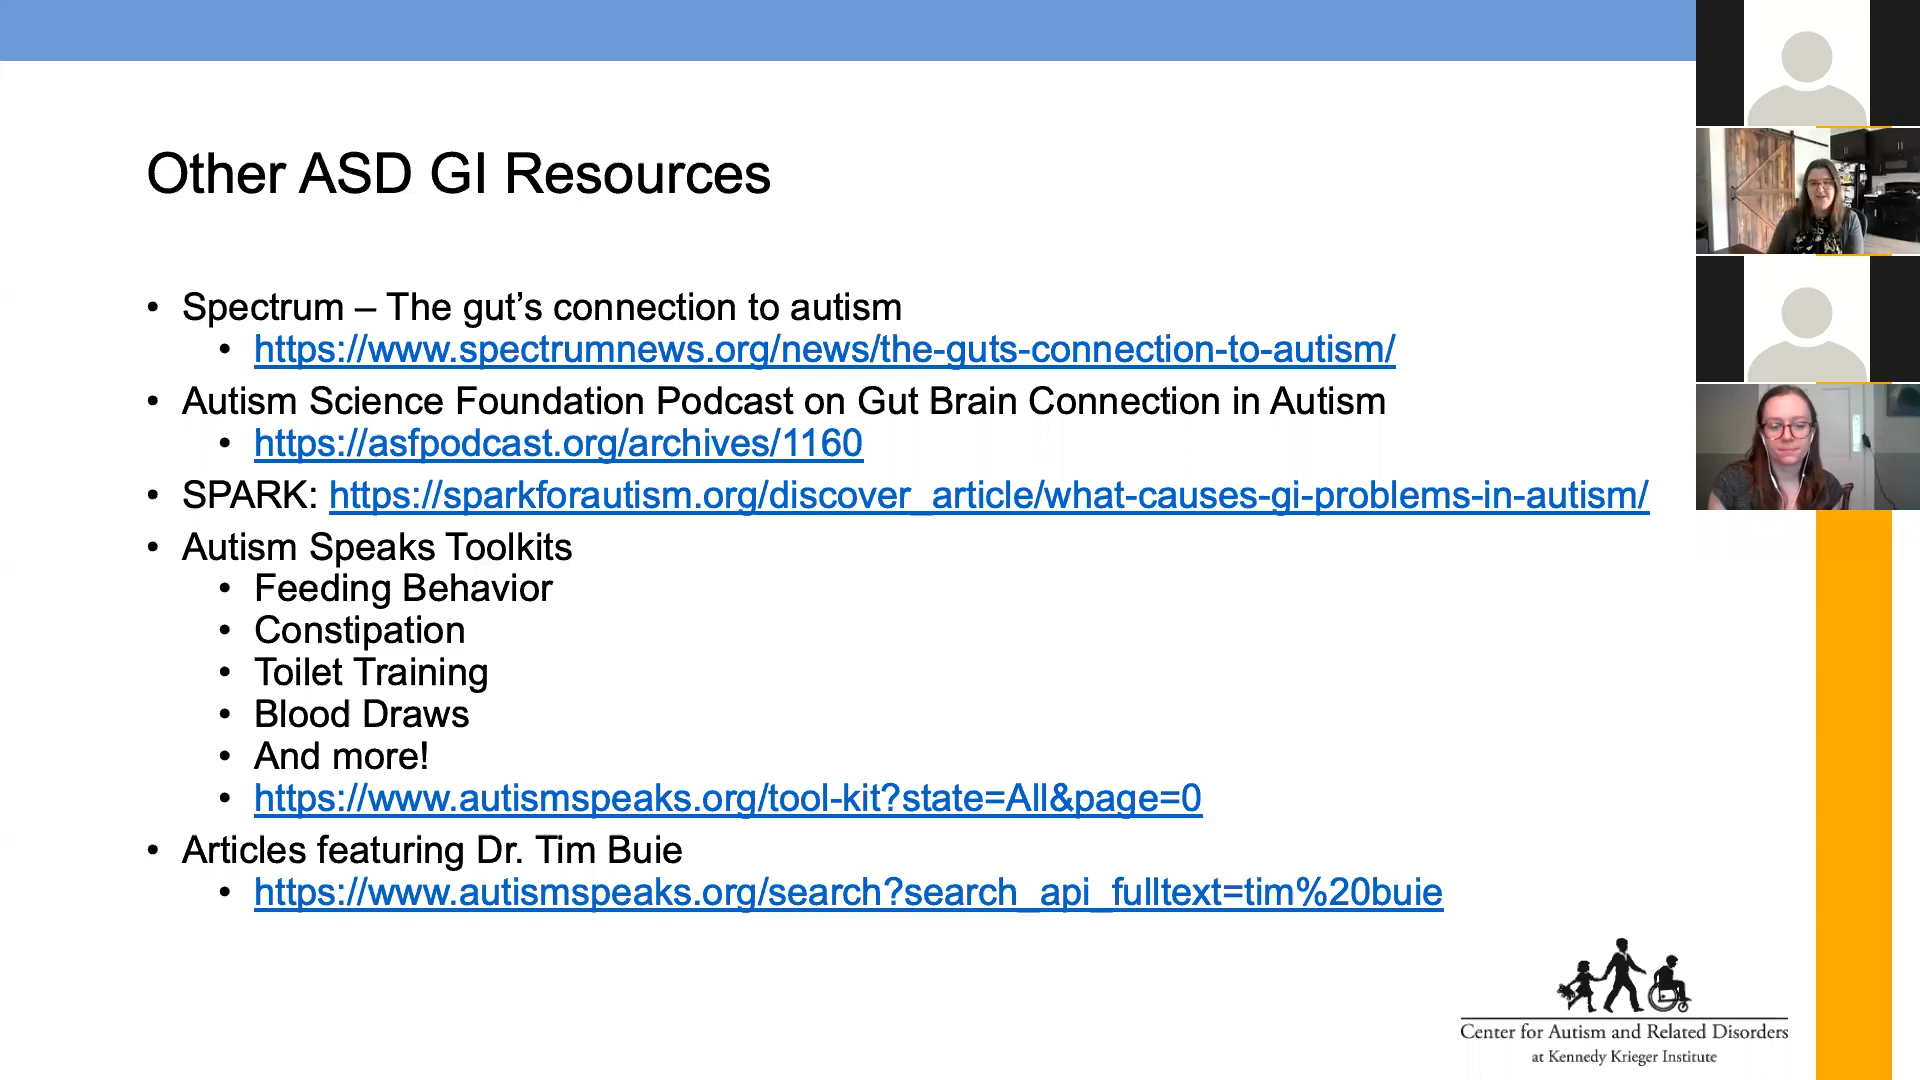 Other ASD GI Resources
• Spectrum – The gut’s connection to autism
• https://www.spectrumnews.org/news/the-guts-connection-to-autism/
• Autism Science Foundation Podcast on Gut Brain Connection in Autism
• https://asfpodcast.org/archives/1160
• SPARK: https://sparkforautism.org/discover_article/what-causes-gi-problems-in-autism/
• Autism Speaks Toolkits
• Feeding Behavior
• Constipation
• Toilet Training
• Blood Draws
• And more!
• https://www.autismspeaks.org/tool-kit?state=All&page=0
• Articles featuring Dr. Tim Buie
• https://www.autismspeaks.org/search?search_api_fulltext=tim%20buie
Center for Autism and Related Disorders
at Kennedy Krieger Institute